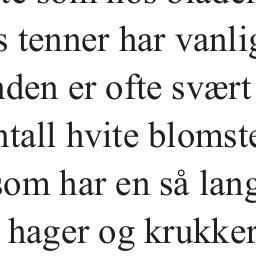 som hos
s tenner har vanlig
nden er ofte svært
ntall hvite blomste
som har en så lang
hager og krukker